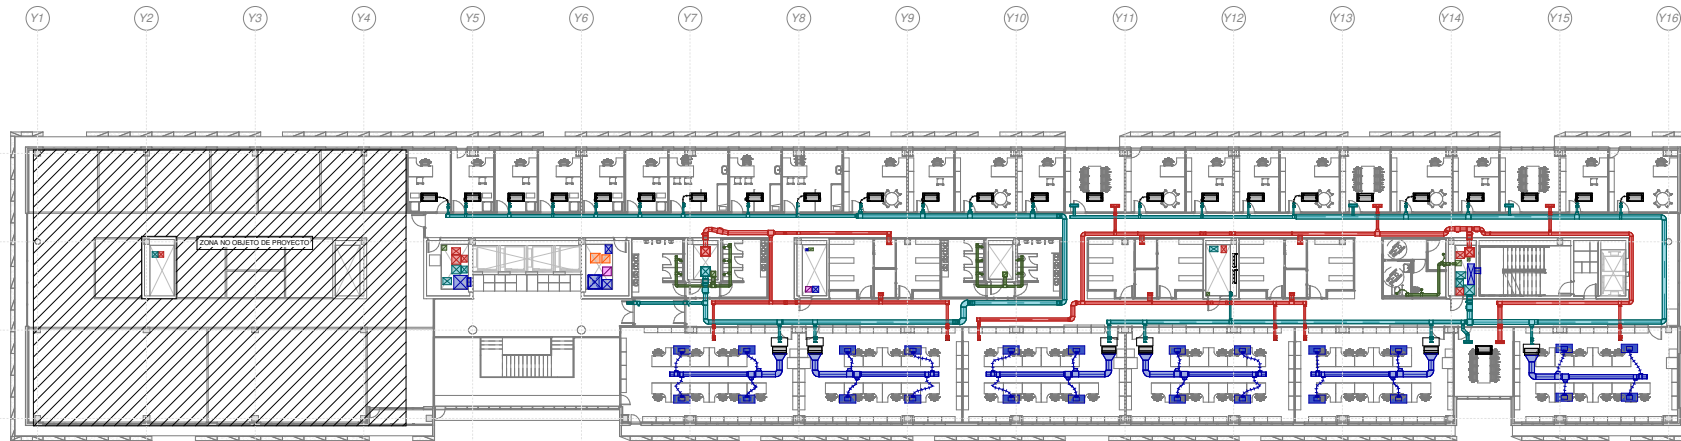 Y1 Y2 Y3 Y4 Y5 Y6 Y7 Y8 Y9 Y10 Y11 Y12 Y13 Y14 Y15 Y16
ZONA NO OBJETO DE PROYECTO